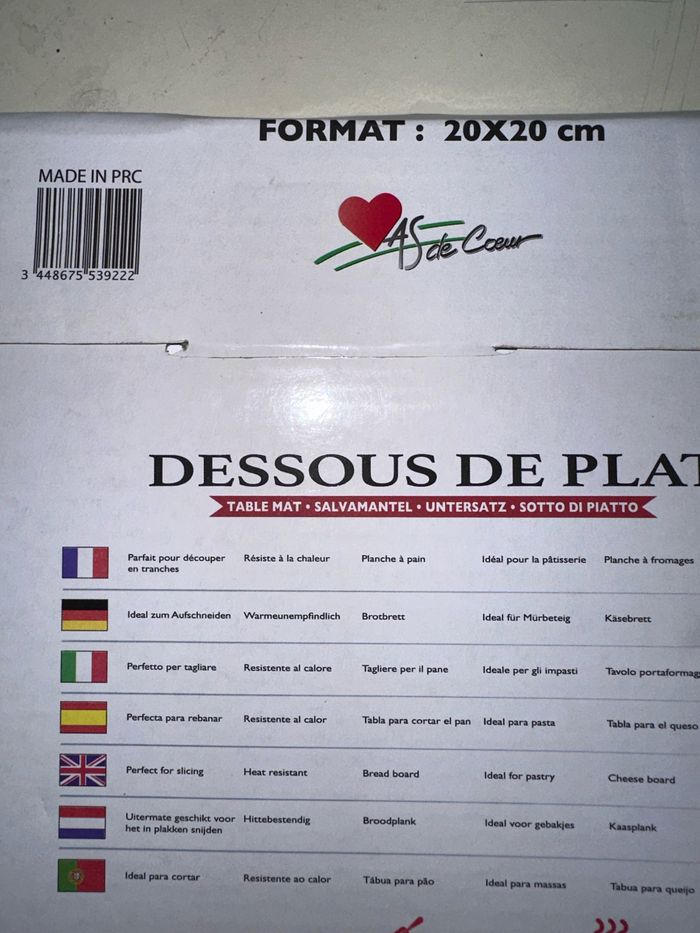 FORMAT : 20X20 cm
MADE IN PRC
3 448675 539222
AS de Cœur
DESSOUS DE PLAT
TABLE MAT • SALVAMANTEL • UNTERSATZ • SOTTO DI PIATTO
Parfait pour découper en tranches Résiste à la chaleur Planche à pain Idéal pour la pâtisserie Planche à fromages
Ideal zum Aufschneiden Warmeunempfindlich Brotbrett Ideal für Mürbeteig Käsebrett
Perfetto per tagliare Resistente al calore Tagliere per il pane Ideale per gli impasti Tavolo portaformag
Perfecta para rebanar Resistente al calor Tabla para cortar el pan Ideal para pasta Tabla para el queso
Perfect for slicing Heat resistant Bread board Ideal for pastry Cheese board
Uitermate geschikt voor het in plakken snijden Hittebestendig Broodplank Ideal voor gebakjes Kaasplank
Ideal para cortar Resistente ao calor Tábua para pão Ideal para massas Tabua para queijo